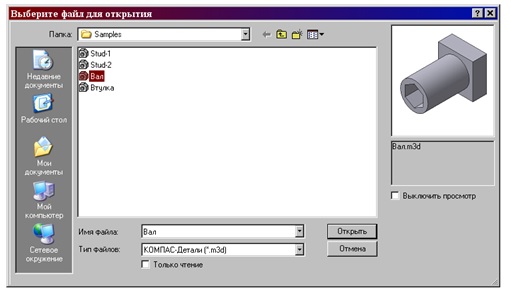 Выберите файл для открытия
Папка: Samples
Stud-1
Stud-2
Вал
Втулка
Недавние документы
Рабочий стол
Мои документы
Мой компьютер
Сетевое окружение
Вал.m3d
Выключить просмотр
Имя файла: Вал Открыть
Тип файлов: КОМПАС-Детали (*.m3d) Отмена
Только чтение